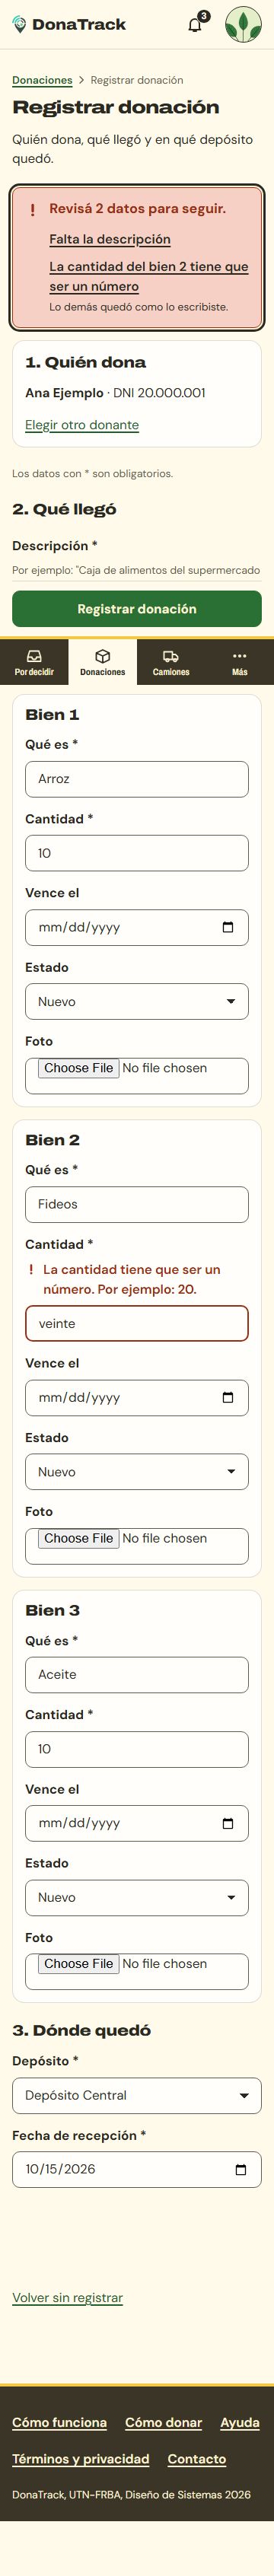 DonaTrack
3
Donaciones > Registrar donación
Registrar donación
Quién dona, qué llegó y en qué depósito
quedó.
! Revisá 2 datos para seguir.
Falta la descripción
La cantidad del bien 2 tiene que
ser un número
Lo demás quedó como lo escribiste.
1. Quién dona
Ana Ejemplo · DNI 20.000.001
Elegir otro donante
Los datos con * son obligatorios.
2. Qué llegó
Descripción *
Por ejemplo: "Caja de alimentos del supermercado
Registrar donación
Por decidir
Donaciones
Camiones
Más
Bien 1
Qué es *
Arroz
Cantidad *
10
Vence el
mm/dd/yyyy
Estado
Nuevo
Foto
Choose File No file chosen
Bien 2
Qué es *
Fideos
Cantidad *
! La cantidad tiene que ser un
número. Por ejemplo: 20.
veinte
Vence el
mm/dd/yyyy
Estado
Nuevo
Foto
Choose File No file chosen
Bien 3
Qué es *
Aceite
Cantidad *
10
Vence el
mm/dd/yyyy
Estado
Nuevo
Foto
Choose File No file chosen
3. Dónde quedó
Depósito *
Depósito Central
Fecha de recepción *
10/15/2026
Volver sin registrar
Cómo funciona Cómo donar Ayuda
Términos y privacidad Contacto
DonaTrack, UTN-FRBA, Diseño de Sistemas 2026